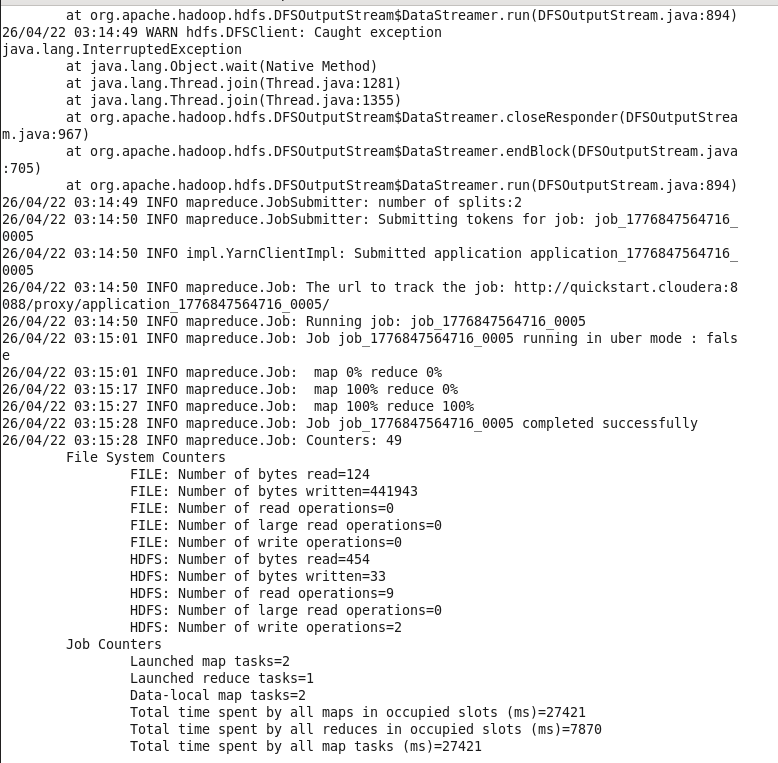 at org.apache.hadoop.hdfs.DFSOutputStream$DataStreamer.run(DFSOutputStream.java:894)
26/04/22 03:14:49 WARN hdfs.DFSClient: Caught exception
java.lang.InterruptedException
        at java.lang.Object.wait(Native Method)
        at java.lang.Thread.join(Thread.java:1281)
        at java.lang.Thread.join(Thread.java:1355)
        at org.apache.hadoop.hdfs.DFSOutputStream$DataStreamer.closeResponder(DFSOutputStrea
m.java:967)
        at org.apache.hadoop.hdfs.DFSOutputStream$DataStreamer.endBlock(DFSOutputStream.java
:705)
        at org.apache.hadoop.hdfs.DFSOutputStream$DataStreamer.run(DFSOutputStream.java:894)
26/04/22 03:14:49 INFO mapreduce.JobSubmitter: number of splits:2
26/04/22 03:14:50 INFO mapreduce.JobSubmitter: Submitting tokens for job: job_1776847564716_
0005
26/04/22 03:14:50 INFO impl.YarnClientImpl: Submitted application application_1776847564716_
0005
26/04/22 03:14:50 INFO mapreduce.Job: The url to track the job: http://quickstart.cloudera:8
088/proxy/application_1776847564716_0005/
26/04/22 03:14:50 INFO mapreduce.Job: Running job: job_1776847564716_0005
26/04/22 03:15:01 INFO mapreduce.Job: Job job_1776847564716_0005 running in uber mode : fals
e
26/04/22 03:15:01 INFO mapreduce.Job:  map 0% reduce 0%
26/04/22 03:15:17 INFO mapreduce.Job:  map 100% reduce 0%
26/04/22 03:15:27 INFO mapreduce.Job:  map 100% reduce 100%
26/04/22 03:15:28 INFO mapreduce.Job: Job job_1776847564716_0005 completed successfully
26/04/22 03:15:28 INFO mapreduce.Job: Counters: 49
        File System Counters
                FILE: Number of bytes read=124
                FILE: Number of bytes written=441943
                FILE: Number of read operations=0
                FILE: Number of large read operations=0
                FILE: Number of write operations=0
                HDFS: Number of bytes read=454
                HDFS: Number of bytes written=33
                HDFS: Number of read operations=9
                HDFS: Number of large read operations=0
                HDFS: Number of write operations=2
        Job Counters
                Launched map tasks=2
                Launched reduce tasks=1
                Data-local map tasks=2
                Total time spent by all maps in occupied slots (ms)=27421
                Total time spent by all reduces in occupied slots (ms)=7870
                Total time spent by all map tasks (ms)=27421